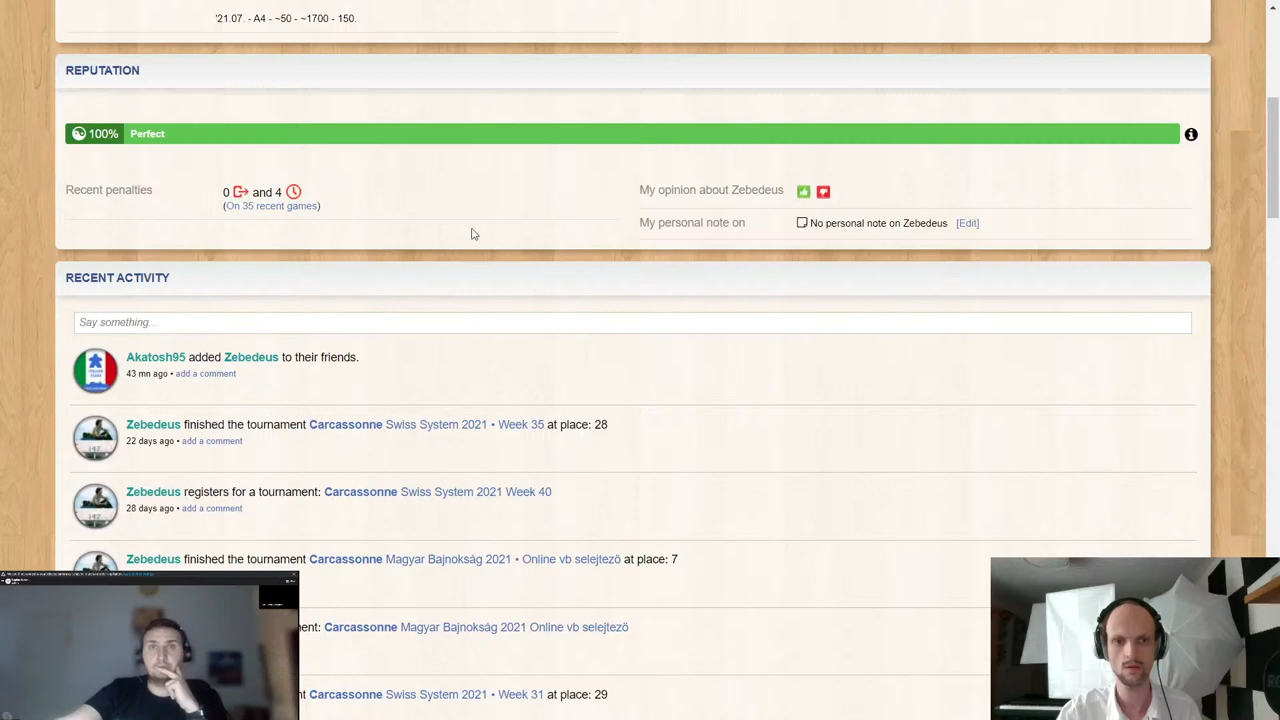 '21.07. - A4 - ~50 - ~1700 - 150.
REPUTATION
100% Perfect
Recent penalties
0 and 4
(On 35 recent games)
My opinion about Zebedeus
My personal note on
No personal note on Zebedeus [Edit]
RECENT ACTIVITY
Say something...
Akatosh95 added Zebedeus to their friends.
43 mn ago • add a comment
Zebedeus finished the tournament Carcassonne Swiss System 2021 • Week 35 at place: 28
22 days ago • add a comment
Zebedeus registers for a tournament: Carcassonne Swiss System 2021 Week 40
28 days ago • add a comment
Zebedeus finished the tournament Carcassonne Magyar Bajnokság 2021 • Online vb selejtező at place: 7
ent: Carcassonne Magyar Bajnokság 2021 Online vb selejtező
nt Carcassonne Swiss System 2021 • Week 31 at place: 29